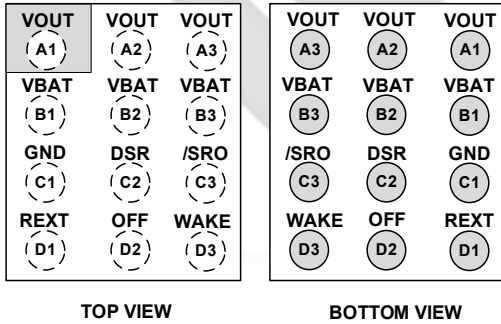 VOUT VOUT VOUT
A1 A2 A3
VBAT VBAT VBAT
B1 B2 B3
GND DSR /SRO
C1 C2 C3
REXT OFF WAKE
D1 D2 D3
TOP VIEW
VOUT VOUT VOUT
A3 A2 A1
VBAT VBAT VBAT
B3 B2 B1
/SRO DSR GND
C3 C2 C1
WAKE OFF REXT
D3 D2 D1
BOTTOM VIEW